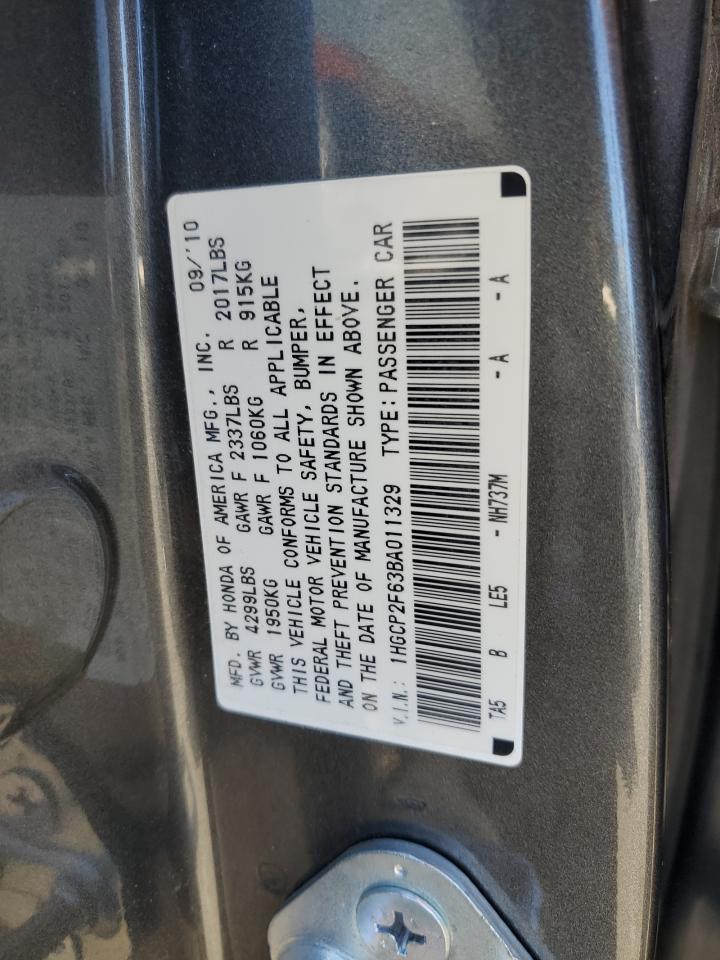 MFD. BY HONDA OF AMERICA MFG., INC. 09/'10
GVWR 4299LBS GAWR F 2337LBS R 2017LBS
GVWR 1950KG GAWR F 1060KG R 915KG
THIS VEHICLE CONFORMS TO ALL APPLICABLE
FEDERAL MOTOR VEHICLE SAFETY, BUMPER,
AND THEFT PREVENTION STANDARDS IN EFFECT
ON THE DATE OF MANUFACTURE SHOWN ABOVE.
V.I.N.: 1HGCP2F63BA011329 TYPE: PASSENGER CAR
TA5 B LE5 - NH737M - A - A